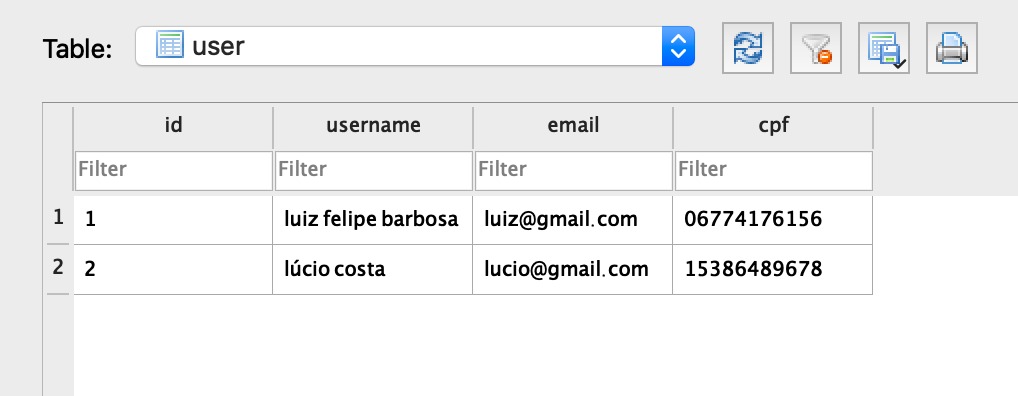 Table: user
id username email cpf
Filter Filter Filter Filter
1 1 luiz felipe barbosa luiz@gmail.com 06774176156
2 2 lúcio costa lucio@gmail.com 15386489678